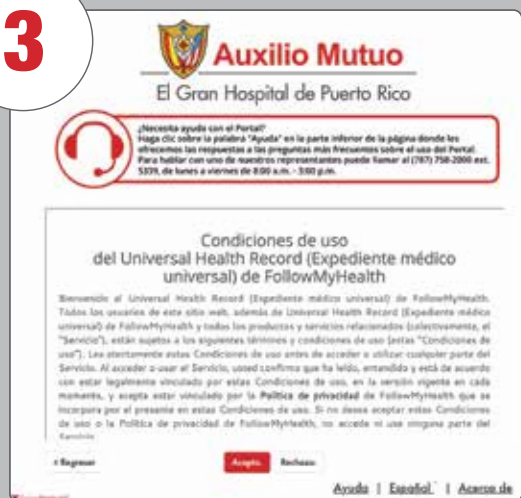 3
Auxilio Mutuo
El Gran Hospital de Puerto Rico
¿Necesita ayuda con el Portal?
Haga clic sobre la palabra "Ayuda" en la parte inferior de la página donde les
ofrecemos las respuestas a las preguntas más frecuentes sobre el uso del Portal.
Para hablar con uno de nuestros representantes puede llamar al (787) 758-2000 ext.
5339, de lunes a viernes de 8:00 a.m. - 3:00 p.m.
Condiciones de uso
del Universal Health Record (Expediente médico
universal) de FollowMyHealth
Bienvenido al Universal Health Record (Expediente médico universal) de FollowMyHealth.
Todos los usuarios de este sitio web, además de Universal Health Record (Expediente médico
universal) de FollowMyHealth y todos los productos y servicios relacionados (colectivamente, el
"Servicio"), están sujetos a los siguientes términos y condiciones de uso (estas "Condiciones de
uso"). Lea atentamente estas Condiciones de uso antes de acceder o utilizar cualquier parte del
Servicio. Al acceder o usar el Servicio, usted confirma que ha leído, entendido y está de acuerdo
con estar legalmente vinculado por estas Condiciones de uso, en la versión vigente en cada
momento, y acepta estar vinculado por la Política de privacidad de FollowMyHealth que se
incorpora por el presente en estas Condiciones de uso. Si no desea aceptar estas Condiciones
de uso o la Política de privacidad de FollowMyHealth, no acceda ni use ninguna parte del
Servicio
‹ Regresar
Acepto
Rechazo
Ayuda | Español | Acerca de